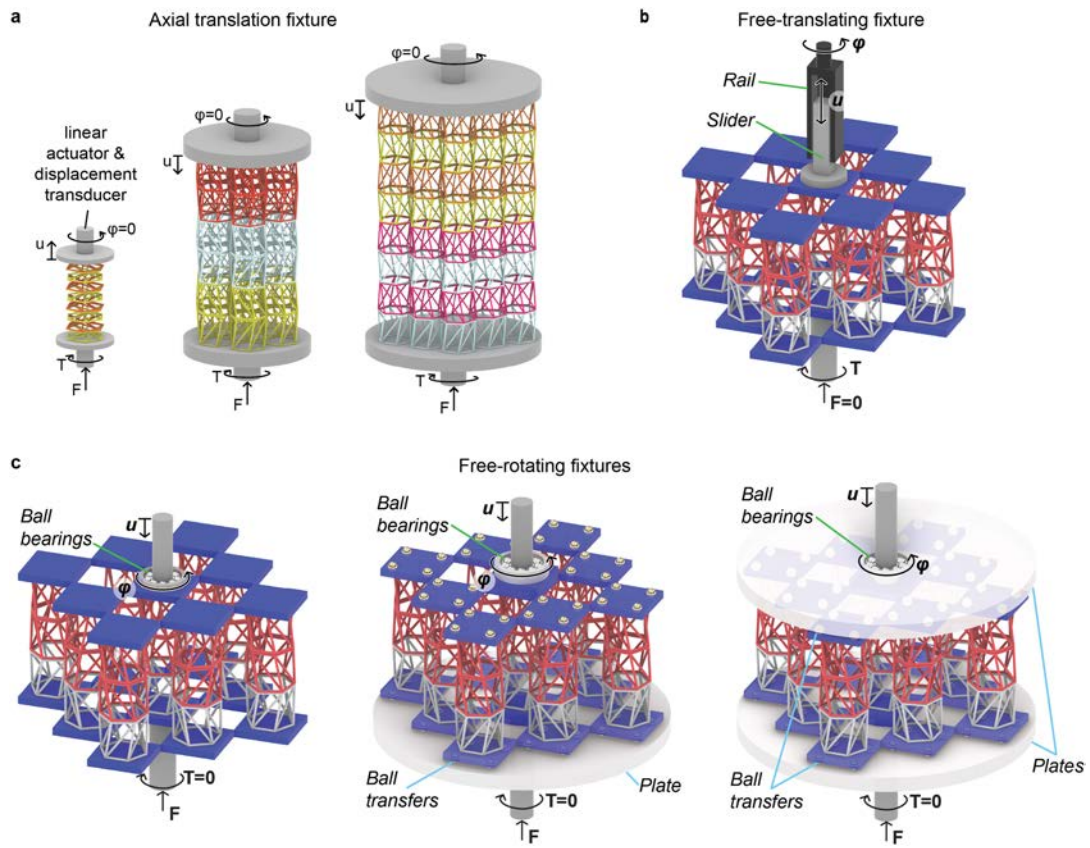 a
Axial translation fixture
φ=0
u
φ=0
u
linear
actuator &
displacement
transducer
u
φ=0
T
F
T
F
T
F
b
Free-translating fixture
φ
Rail
u
Slider
T
F=0
c
Free-rotating fixtures
Ball
bearings
u
φ
T=0
F
Ball
bearings
u
φ
Ball
transfers
Plate
T=0
F
Ball
bearings
u
φ
Ball
transfers
Plates
T=0
F